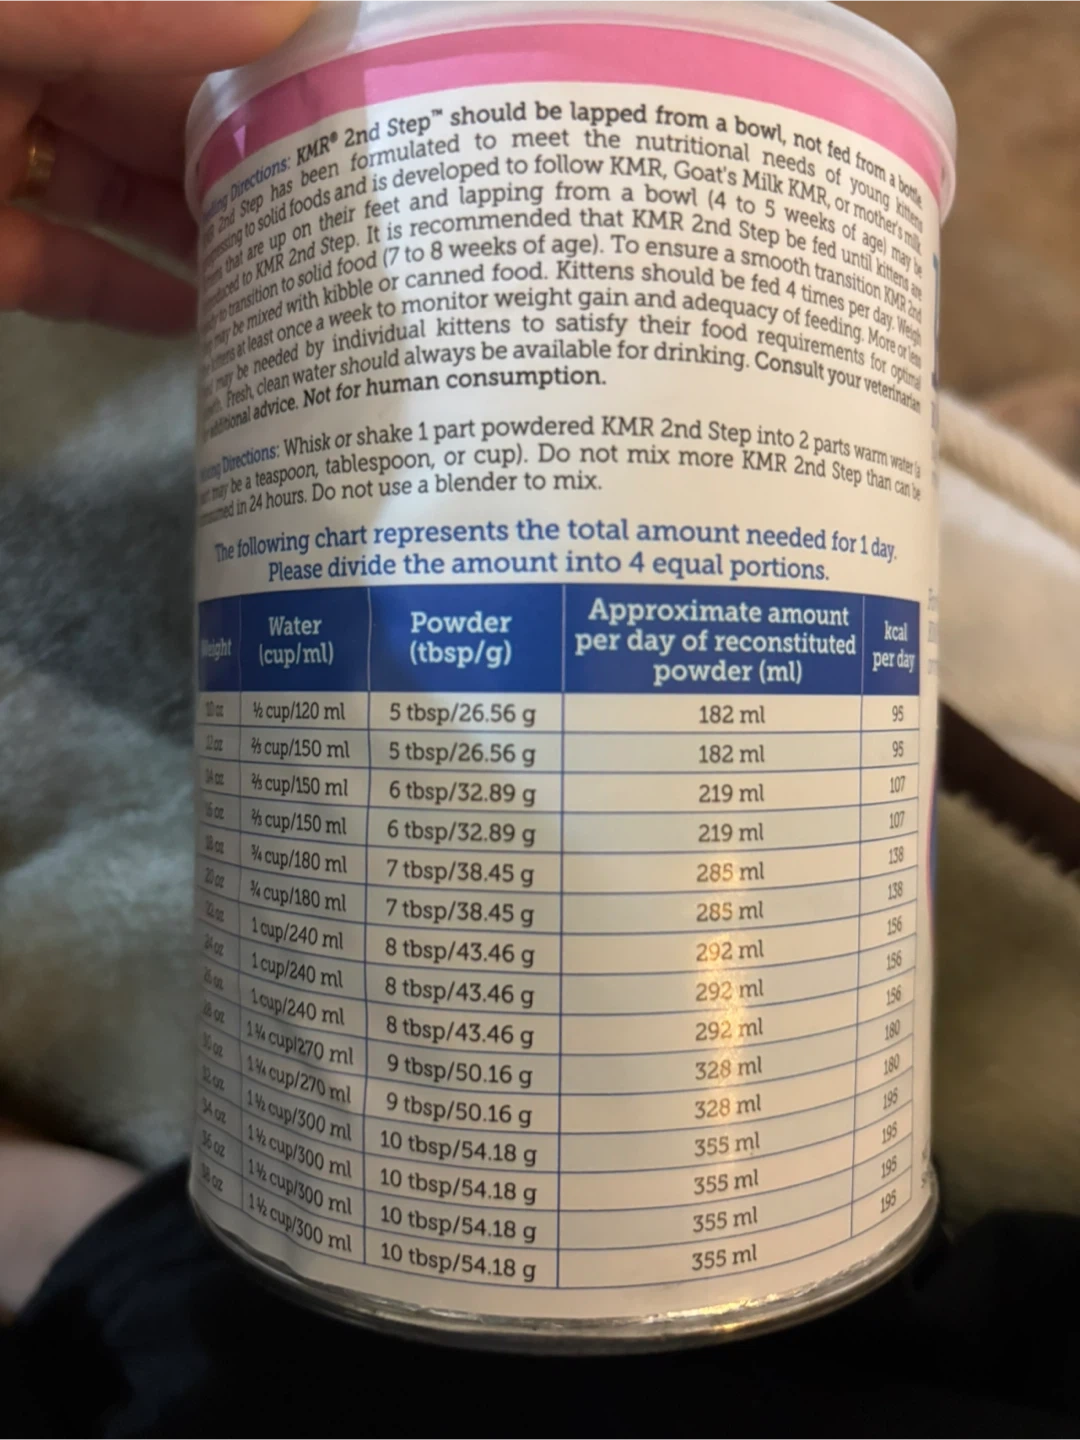 Directions: KMR® 2nd Step™ should be lapped from a bowl, not fed from a bottle.
2nd Step has been formulated to meet the nutritional needs of young kittens
to solid foods and is developed to follow KMR, Goat's Milk KMR, or mother's milk.
that are up on their feet and lapping from a bowl (4 to 5 weeks of age) may be
to KMR 2nd Step. It is recommended that KMR 2nd Step be fed until kittens are
to transition to solid food (7 to 8 weeks of age). To ensure a smooth transition KMR 2nd
may be mixed with kibble or canned food. Kittens should be fed 4 times per day. Weigh
kittens at least once a week to monitor weight gain and adequacy of feeding. More or less
may be needed by individual kittens to satisfy their food requirements for optimal
Fresh, clean water should always be available for drinking. Consult your veterinarian
additional advice. Not for human consumption.
Directions: Whisk or shake 1 part powdered KMR 2nd Step into 2 parts warm water (a
may be a teaspoon, tablespoon, or cup). Do not mix more KMR 2nd Step than can be
in 24 hours. Do not use a blender to mix.
The following chart represents the total amount needed for 1 day.
Please divide the amount into 4 equal portions.
Weight Water (cup/ml) Powder (tbsp/g) Approximate amount per day of reconstituted powder (ml) kcal per day
10 oz ½ cup/120 ml 5 tbsp/26.56 g 182 ml 95
12 oz ⅔ cup/150 ml 5 tbsp/26.56 g 182 ml 95
14 oz ⅔ cup/150 ml 6 tbsp/32.89 g 219 ml 107
16 oz ⅔ cup/150 ml 6 tbsp/32.89 g 219 ml 107
18 oz ¾ cup/180 ml 7 tbsp/38.45 g 285 ml 138
20 oz ¾ cup/180 ml 7 tbsp/38.45 g 285 ml 138
22 oz 1 cup/240 ml 8 tbsp/43.46 g 292 ml 156
24 oz 1 cup/240 ml 8 tbsp/43.46 g 292 ml 156
26 oz 1 cup/240 ml 8 tbsp/43.46 g 292 ml 156
28 oz 1 ¼ cup/270 ml 9 tbsp/50.16 g 328 ml 180
30 oz 1 ¼ cup/270 ml 9 tbsp/50.16 g 328 ml 180
32 oz 1 ½ cup/300 ml 10 tbsp/54.18 g 355 ml 195
34 oz 1 ½ cup/300 ml 10 tbsp/54.18 g 355 ml 195
36 oz 1 ½ cup/300 ml 10 tbsp/54.18 g 355 ml 195
38 oz 1 ½ cup/300 ml 10 tbsp/54.18 g 355 ml 195